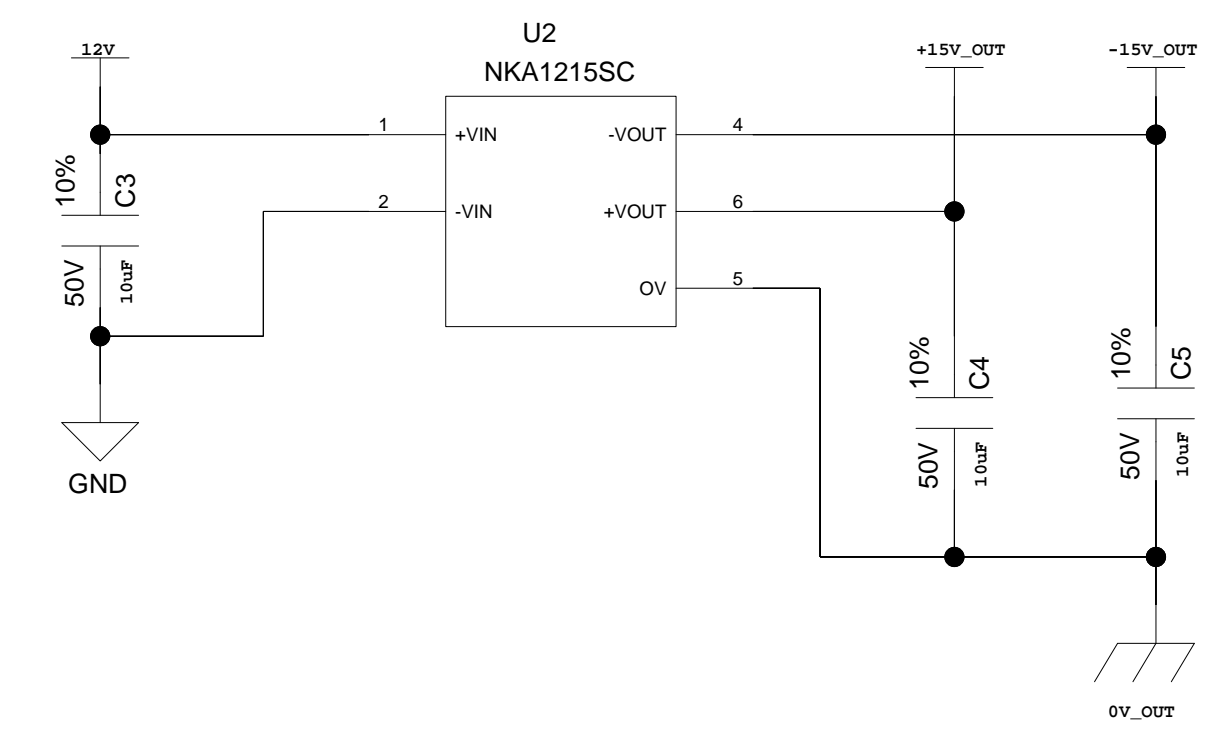 U2
NKA1215SC
12V
+15V_OUT
-15V_OUT
1
+VIN
-VOUT
4
10%
C3
2
-VIN
+VOUT
6
50V
10uF
OV
5
10%
C4
10%
C5
50V
10uF
50V
10uF
GND
0V_OUT